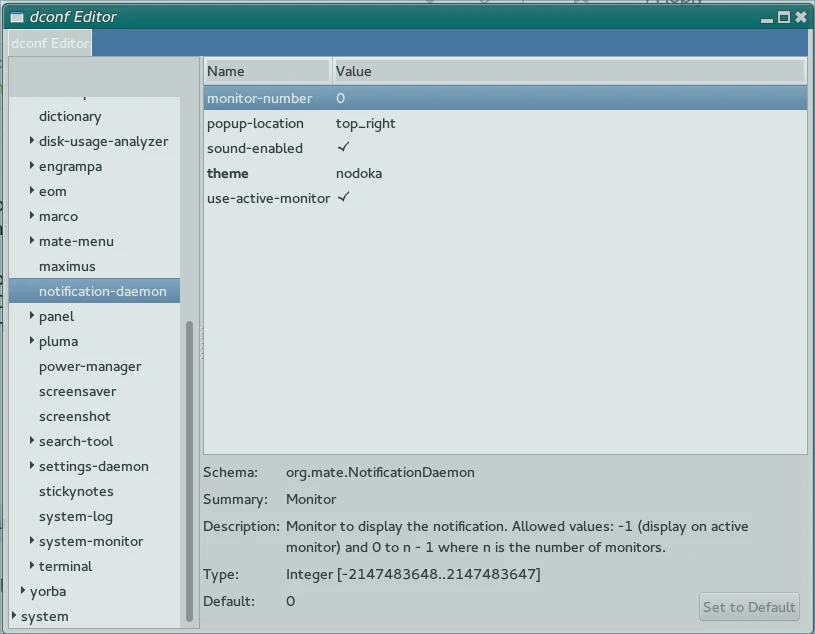 dconf Editor
dconf Editor
Name Value
monitor-number 0
popup-location top_right
sound-enabled
theme nodoka
use-active-monitor
dictionary
disk-usage-analyzer
engrampa
eom
marco
mate-menu
maximus
notification-daemon
panel
pluma
power-manager
screensaver
screenshot
search-tool
settings-daemon
stickynotes
system-log
system-monitor
terminal
yorba
system
Schema: org.mate.NotificationDaemon
Summary: Monitor
Description: Monitor to display the notification. Allowed values: -1 (display on active
monitor) and 0 to n - 1 where n is the number of monitors.
Type: Integer [-2147483648..2147483647]
Default: 0
Set to Default